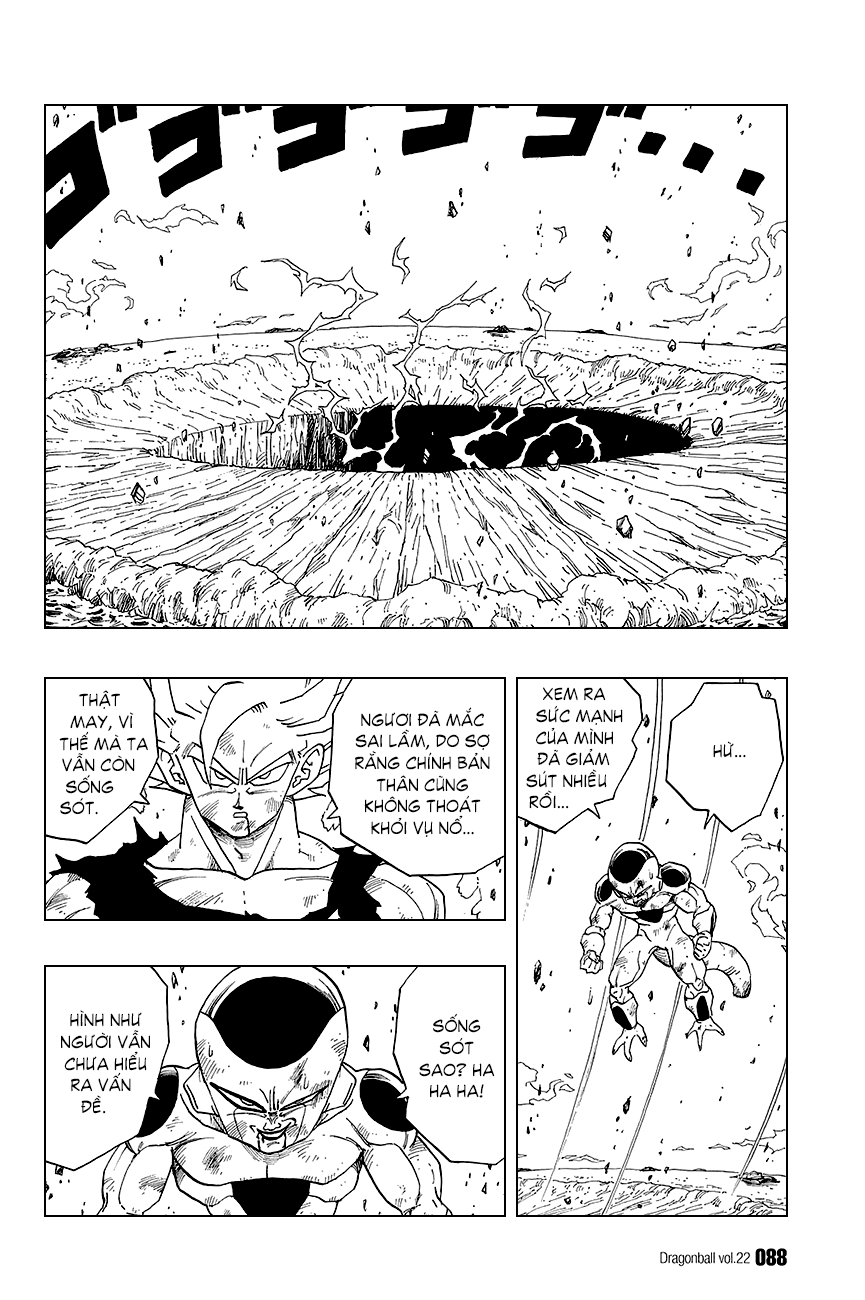 ゴゴゴゴゴ゛・・・
HỪ...
XEM RA
SỨC MẠNH
CỦA MÌNH
ĐÃ GIẢM
SÚT NHIỀU
RỒI...
NGƯƠI ĐÃ MẮC
SAI LẦM, DO SỢ
RẰNG CHÍNH BẢN
THÂN CŨNG
KHÔNG THOÁT
KHỎI VỤ NỔ...
THẬT
MAY, VÌ
THẾ MÀ TA
VẪN CÒN
SỐNG
SÓT.
SỐNG
SÓT
SAO? HA
HA HA!
HÌNH NHƯ
NGƯỜI VẪN
CHƯA HIỂU
RA VẤN
ĐỀ.
Dragonball vol.22 088